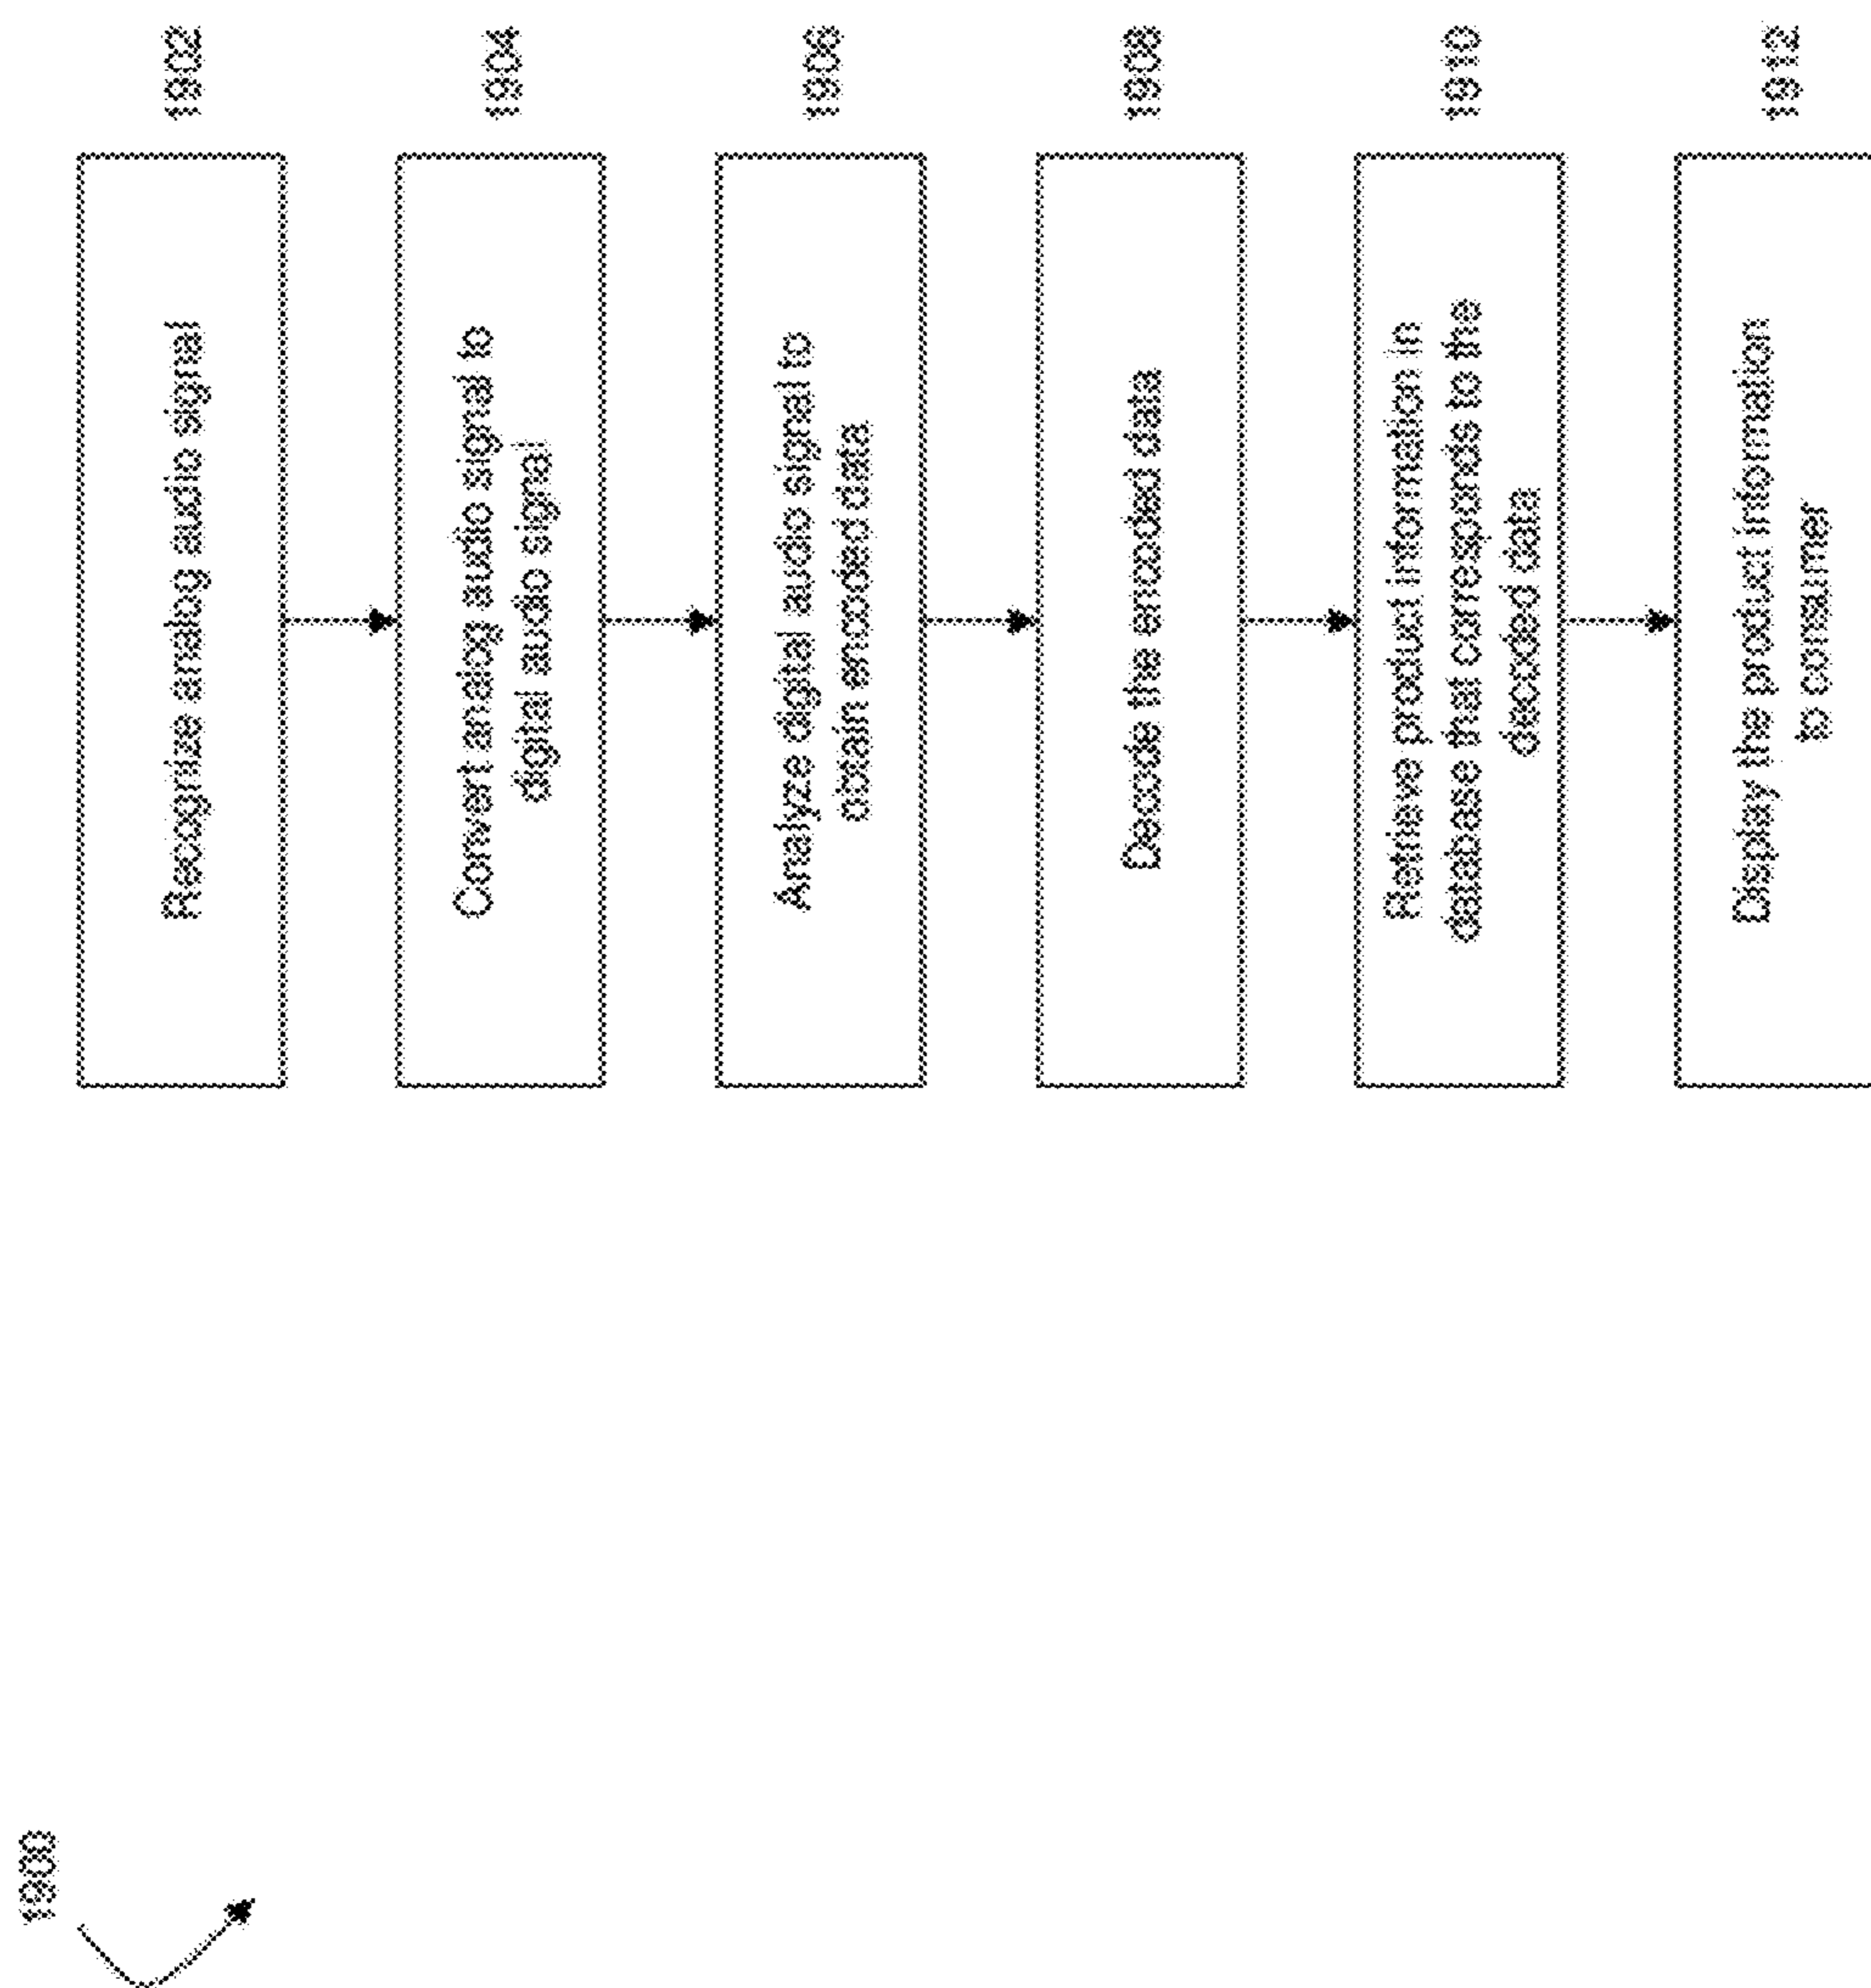 1900
Recognize analog audio signal
1902
Convert analog audio signal to
digital audio signal
1904
Analyze digital audio signal to
obtain encoded data
1906
Decode the encoded data
1908
Retrieve product information in
database that corresponds to the
decoded data
1910
Display the product information
to consumer
1912